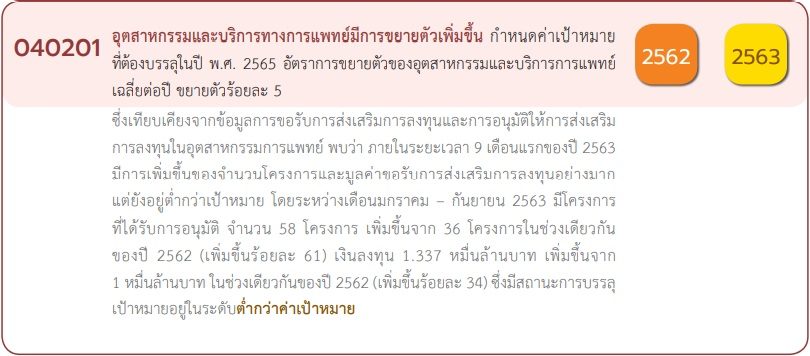 040201
อุตสาหกรรมและบริการทางการแพทย์มีการขยายตัวเพิ่มขึ้น กำหนดค่าเป้าหมาย
ที่ต้องบรรลุในปี พ.ศ. 2565 อัตราการขยายตัวของอุตสาหกรรมและบริการการแพทย์
เฉลี่ยต่อปี ขยายตัวร้อยละ 5
2562
2563
ซึ่งเทียบเคียงจากข้อมูลการขอรับการส่งเสริมการลงทุนและการอนุมัติให้การส่งเสริม
การลงทุนในอุตสาหกรรมการแพทย์ พบว่า ภายในระยะเวลา 9 เดือนแรกของปี 2563
มีการเพิ่มขึ้นของจำนวนโครงการและมูลค่าขอรับการส่งเสริมการลงทุนอย่างมาก
แต่ยังอยู่ต่ำกว่าเป้าหมาย โดยระหว่างเดือนมกราคม – กันยายน 2563 มีโครงการ
ที่ได้รับการอนุมัติ จำนวน 58 โครงการ เพิ่มขึ้นจาก 36 โครงการในช่วงเดียวกัน
ของปี 2562 (เพิ่มขึ้นร้อยละ 61) เงินลงทุน 1.337 หมื่นล้านบาท เพิ่มขึ้นจาก
1 หมื่นล้านบาท ในช่วงเดียวกันของปี 2562 (เพิ่มขึ้นร้อยละ 34) ซึ่งมีสถานะการบรรลุ
เป้าหมายอยู่ในระดับต่ำกว่าค่าเป้าหมาย